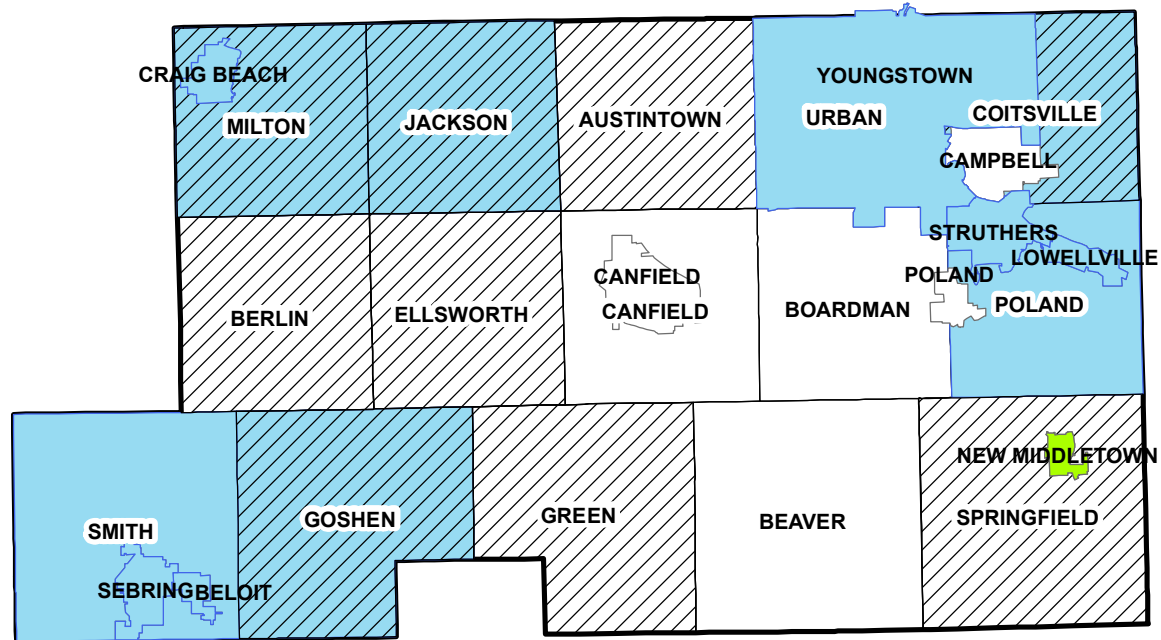 YOUNGSTOWN
CRAIG BEACH
MILTON
JACKSON
AUSTINTOWN
URBAN
COITSVILLE
CAMPBELL
STRUTHERS
LOWELLVILLE
POLAND
CANFIELD
CANFIELD
BERLIN
ELLSWORTH
BOARDMAN
POLAND
NEW MIDDLETOWN
SMITH
GOSHEN
GREEN
BEAVER
SPRINGFIELD
SEBRING
BELOIT